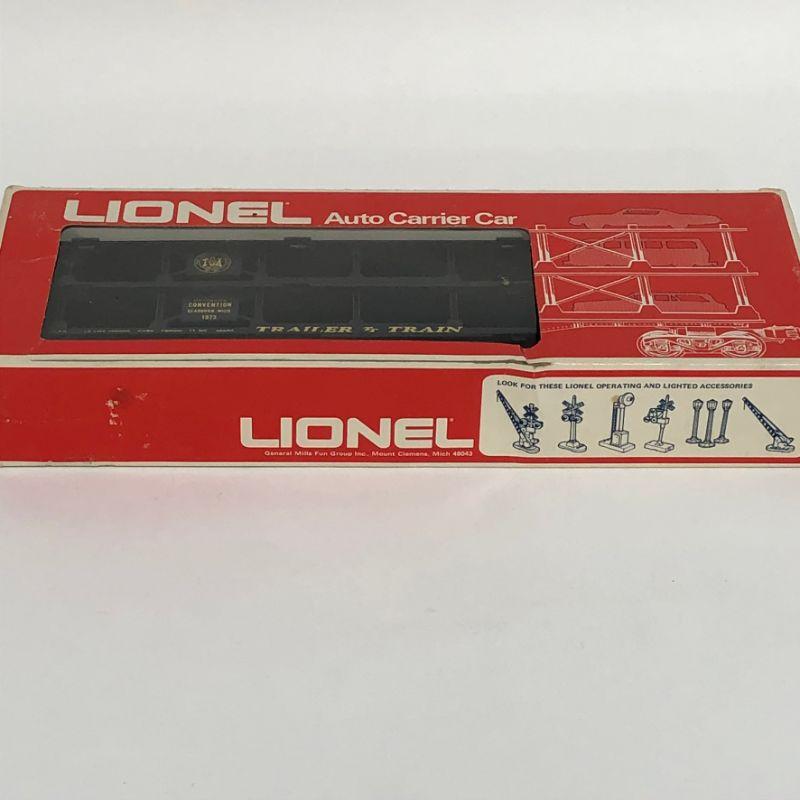 LIONEL Auto Carrier Car
TCA
CONVENTION
DEARBORN, MICH
1973
TRAILER TT TRAIN
LOOK FOR THESE LIONEL OPERATING AND LIGHTED ACCESSORIES
LIONEL
General Mills Fun Group Inc., Mount Clemens, Mich 48043